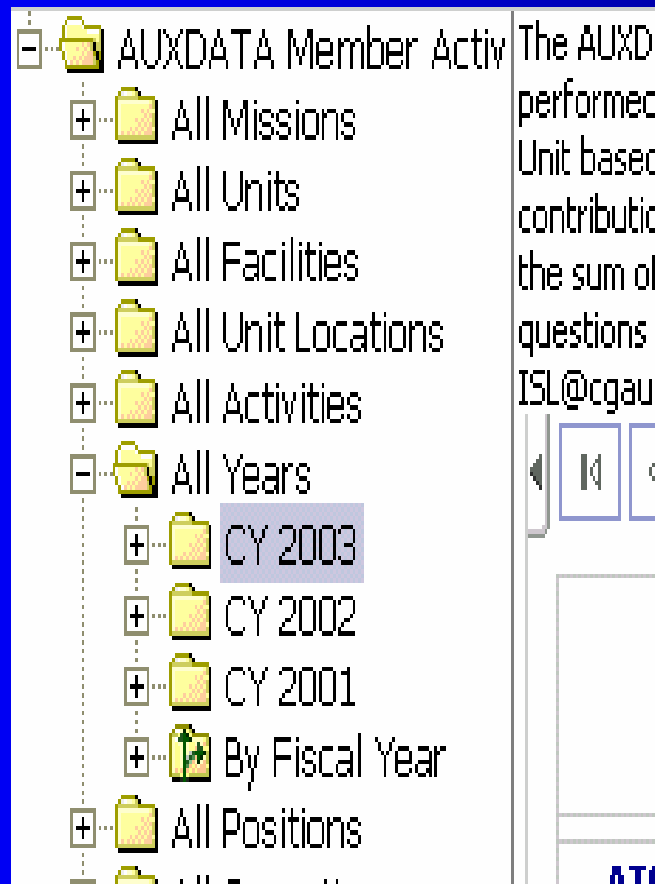 AUXDATA Member Activ
All Missions
All Units
All Facilities
All Unit Locations
All Activities
All Years
CY 2003
CY 2002
CY 2001
By Fiscal Year
All Positions
All
The AUXD
performed
Unit based
contributio
the sum of
questions
ISL@cgau
ATO